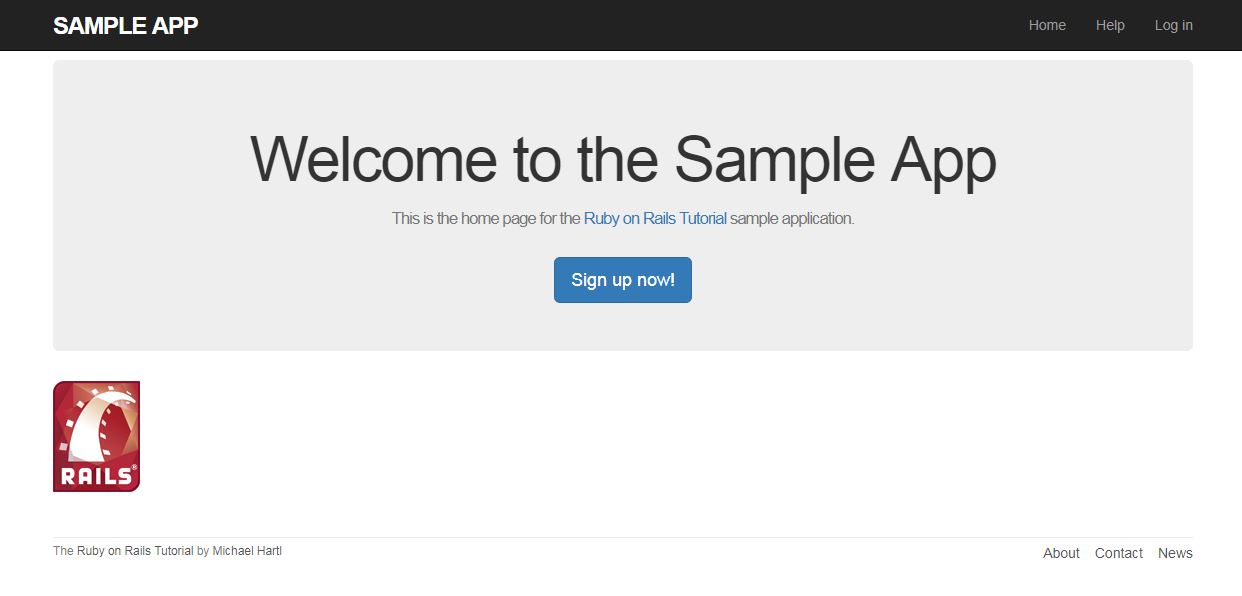 SAMPLE APP Home Help Log in
Welcome to the Sample App
This is the home page for the Ruby on Rails Tutorial sample application.
Sign up now!
RAILS®
The Ruby on Rails Tutorial by Michael Hartl About Contact News